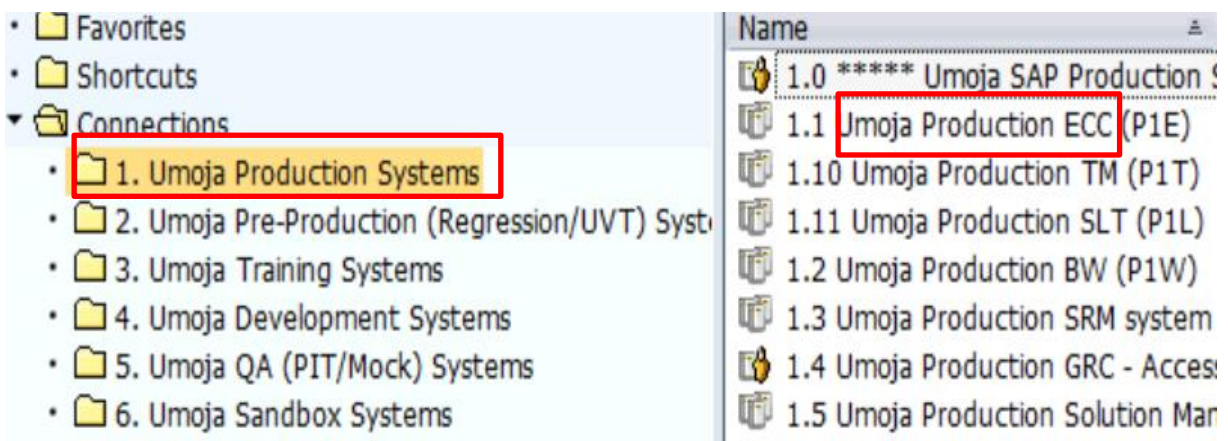 Favorites
Shortcuts
Connections
1. Umoja Production Systems
2. Umoja Pre-Production (Regression/UVT)
3. Umoja Training Systems
4. Umoja Development Systems
5. Umoja QA (PIT/Mock) Systems
6. Umoja Sandbox Systems
Name
1.0 ***** Umoja SAP Production S
1.1 Umoja Production ECC (P1E)
1.10 Umoja Production TM (P1T)
1.11 Umoja Production SLT (P1L)
1.2 Umoja Production BW (P1W)
1.3 Umoja Production SRM system
1.4 Umoja Production GRC - Access
1.5 Umoja Production Solution Man